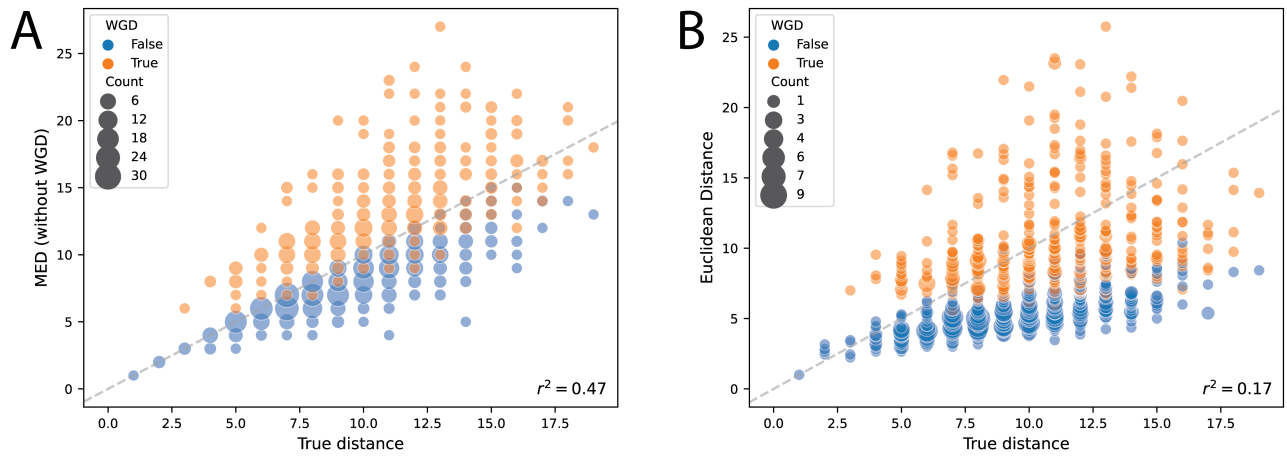 A
WGD
False
True
Count
6
12
18
24
30
25
20
15
10
5
0
MED (without WGD)
0.0 2.5 5.0 7.5 10.0 12.5 15.0 17.5
True distance
r² = 0.47
B
WGD
False
True
Count
1
3
4
6
7
9
25
20
15
10
5
0
Euclidean Distance
0.0 2.5 5.0 7.5 10.0 12.5 15.0 17.5
True distance
r² = 0.17